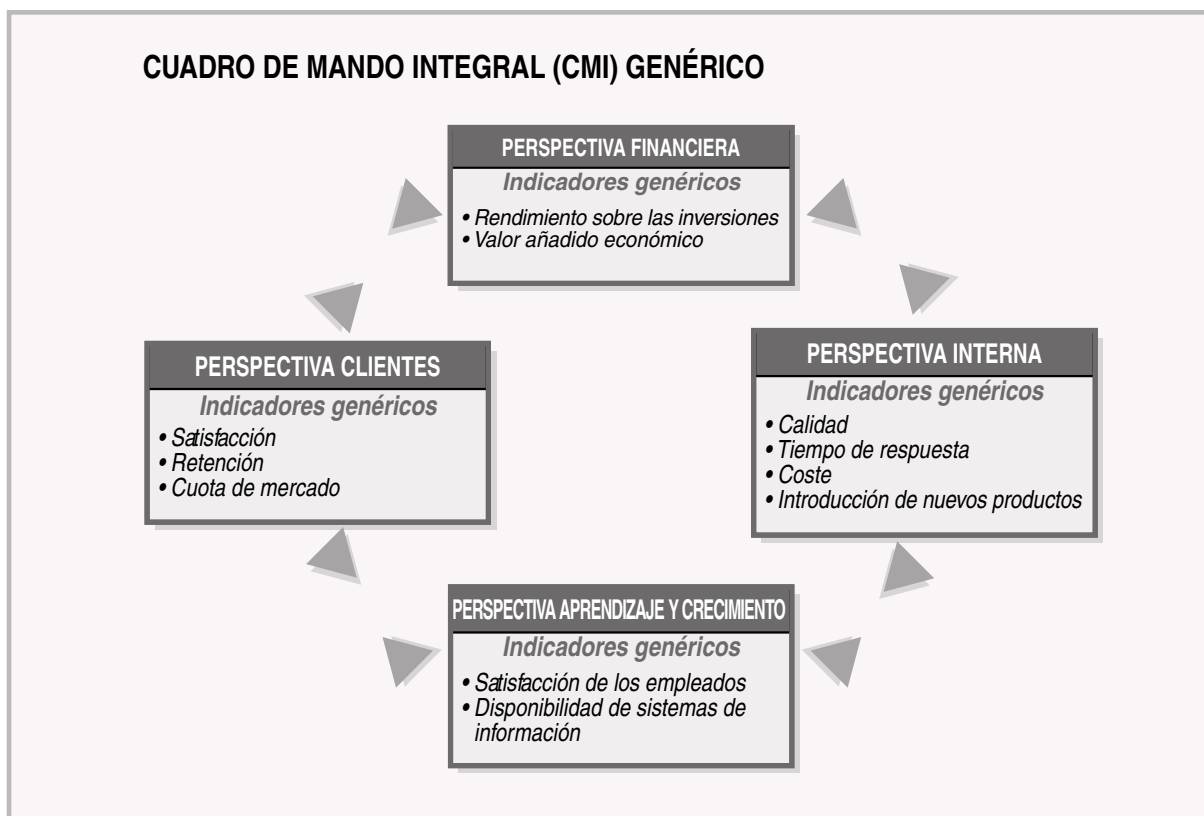 CUADRO DE MANDO INTEGRAL (CMI) GENÉRICO
PERSPECTIVA FINANCIERA
Indicadores genéricos
• Rendimiento sobre las inversiones
• Valor añadido económico
PERSPECTIVA CLIENTES
Indicadores genéricos
• Satisfacción
• Retención
• Cuota de mercado
PERSPECTIVA INTERNA
Indicadores genéricos
• Calidad
• Tiempo de respuesta
• Coste
• Introducción de nuevos productos
PERSPECTIVA APRENDIZAJE Y CRECIMIENTO
Indicadores genéricos
• Satisfacción de los empleados
• Disponibilidad de sistemas de
información